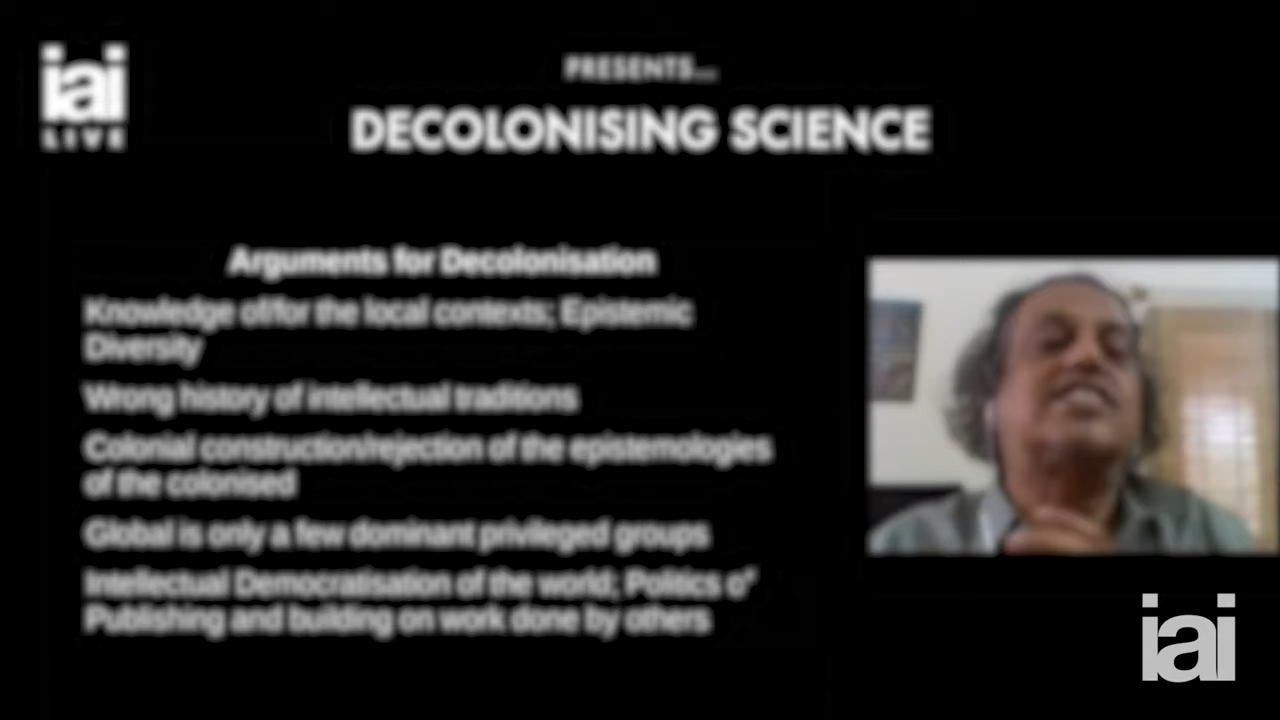 iai
LIVE
PRESENTS...
DECOLONISING SCIENCE
Arguments for Decolonisation
Knowledge of/for the local contexts; Epistemic
Diversity
Wrong history of intellectual traditions
Colonial construction/rejection of the epistemologies
of the colonised
Global is only a few dominant privileged groups
Intellectual Democratisation of the world; Politics of
Publishing and building on work done by others
iai